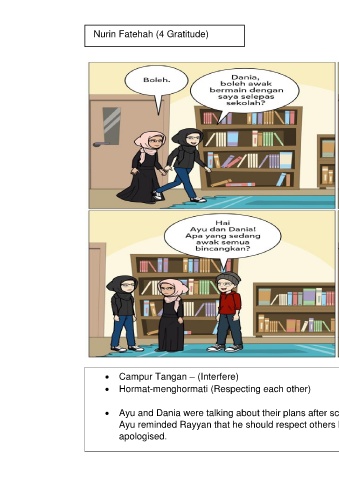 Nurin Fatehah (4 Gratitude)
Boleh.
Dania,
boleh awak
bermain dengan
saya selepas
sekolah?
Hai
Ayu dan Dania!
Apa yang sedang
awak semua
bincangkan?
• Campur Tangan – (Interfere)
• Hormat-menghormati (Respecting each other)
• Ayu and Dania were talking about their plans after
Ayu reminded Rayyan that he should respect others
apologised.